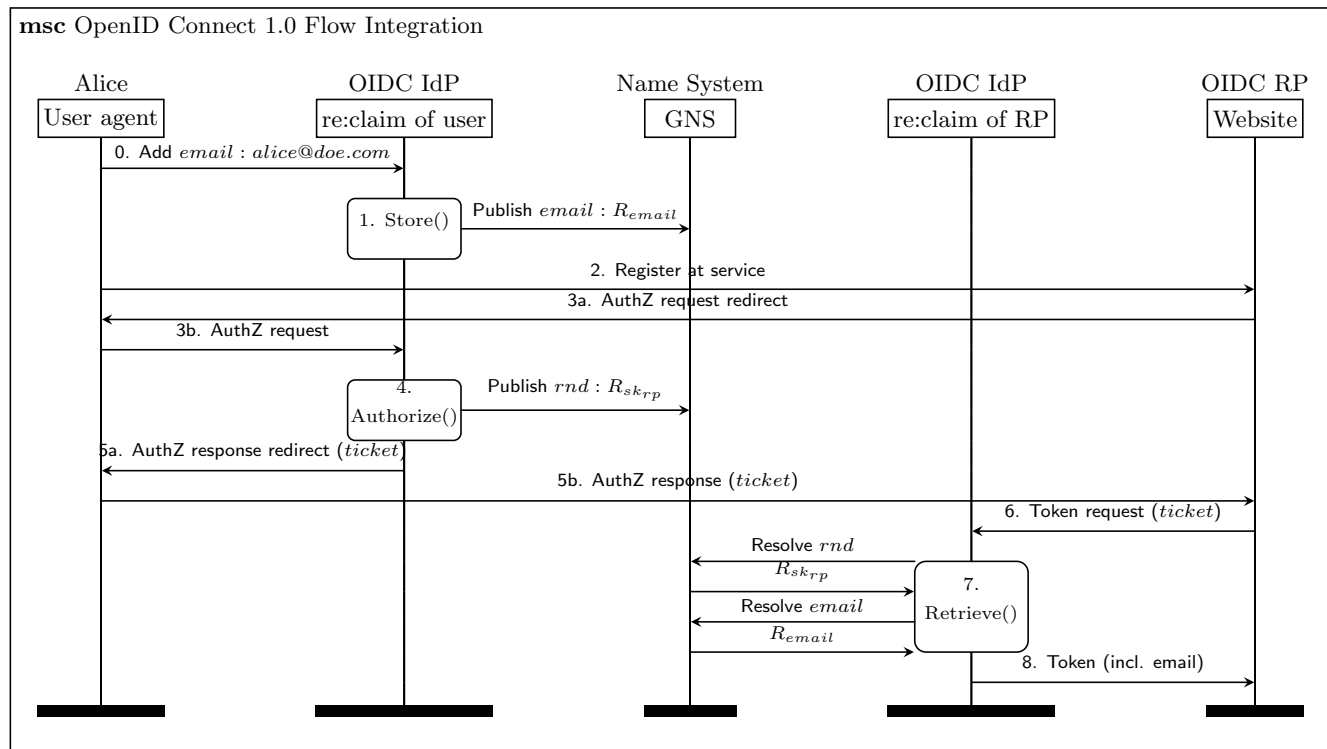 msc OpenID Connect 1.0 Flow Integration
Alice
OIDC IdP
Name System
OIDC IdP
OIDC RP
User agent
re:claim of user
GNS
re:claim of RP
Website
0. Add email : alice@doe.com
1. Store()
Publish email : R_email
2. Register at service
3a. AuthZ request redirect
3b. AuthZ request
4.
Authorize()
Publish rnd : R_sk_rp
5a. AuthZ response redirect (ticket)
5b. AuthZ response (ticket)
6. Token request (ticket)
Resolve rnd
R_sk_rp
7.
Retrieve()
Resolve email
R_email
8. Token (incl. email)